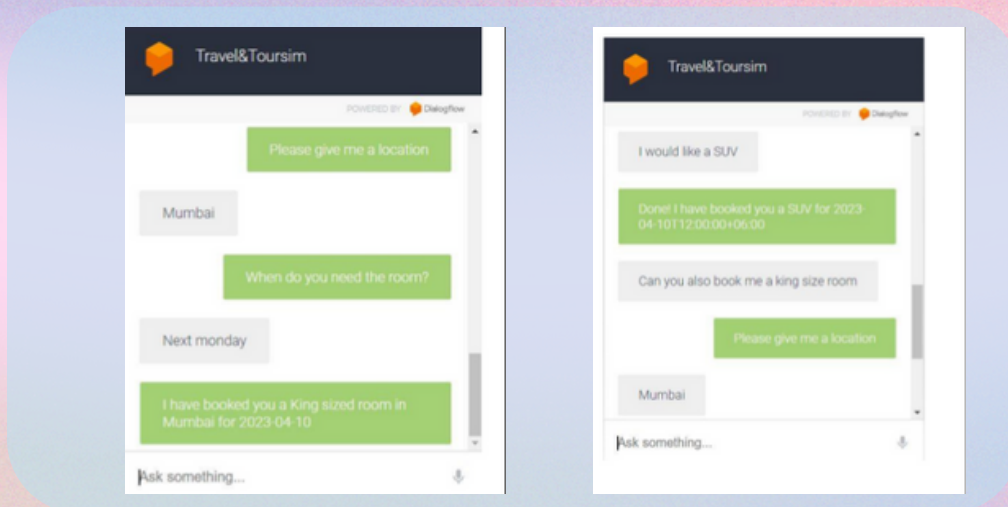 Travel&Toursim
POWERED BY Dialogflow
Please give me a location
Mumbai
When do you need the room?
Next monday
I have booked you a King sized room in
Mumbai for 2023-04-10
Ask something...
Travel&Toursim
POWERED BY Dialogflow
I would like a SUV
Done! I have booked you a SUV for 2023-
04-10T12:00:00+06:00
Can you also book me a king size room
Please give me a location
Mumbai
Ask something...